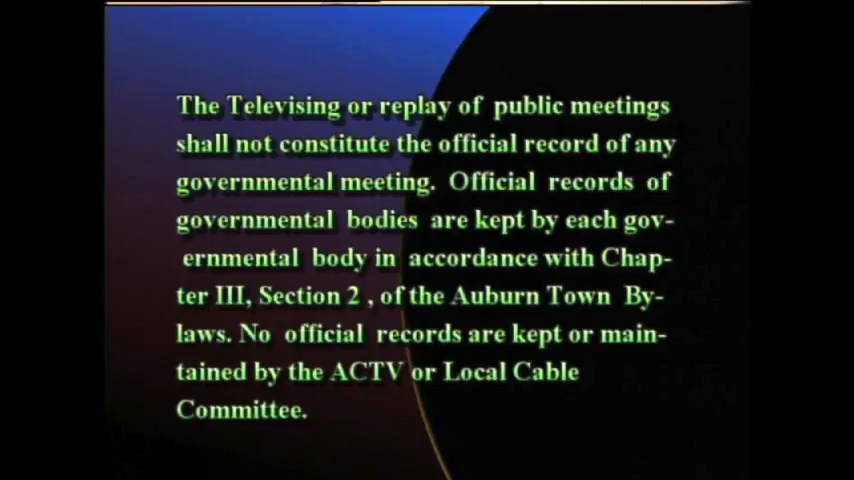 The Televising or replay of public meetings
shall not constitute the official record of any
governmental meeting. Official records of
governmental bodies are kept by each gov-
ernmental body in accordance with Chap-
ter III, Section 2 , of the Auburn Town By-
laws. No official records are kept or main-
tained by the ACTV or Local Cable
Committee.